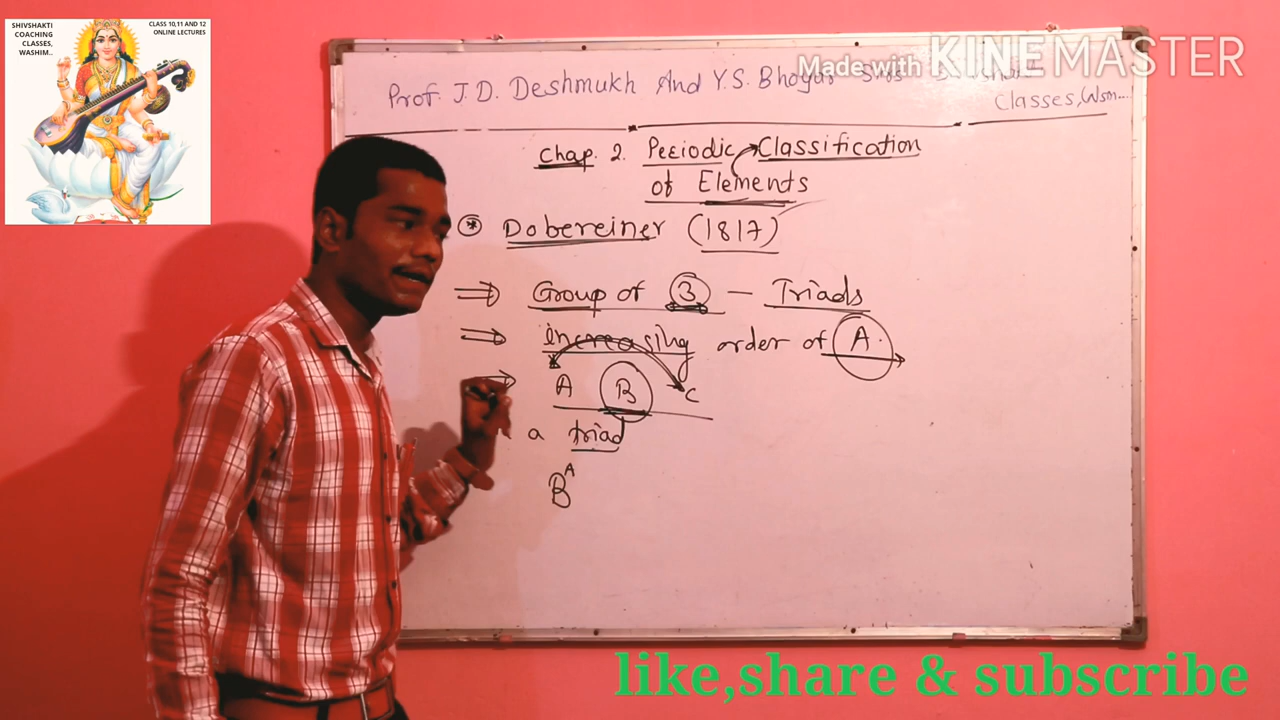 SHIVSHAKTI
COACHING
CLASSES,
WASHIM..
CLASS 10,11 AND 12
ONLINE LECTURES
Made with KINEMASTER
Prof. J.D. Deshmukh And Y.S. Bhoyar
Classes, Wsm....
Chap. 2. Periodic Classification
of Elements
* Dobereiner (1817)
⇒ Group of 3 — Triads
⇒ increasing order of A.
⇒ A B C
a triad
B^A
like,share & subscribe